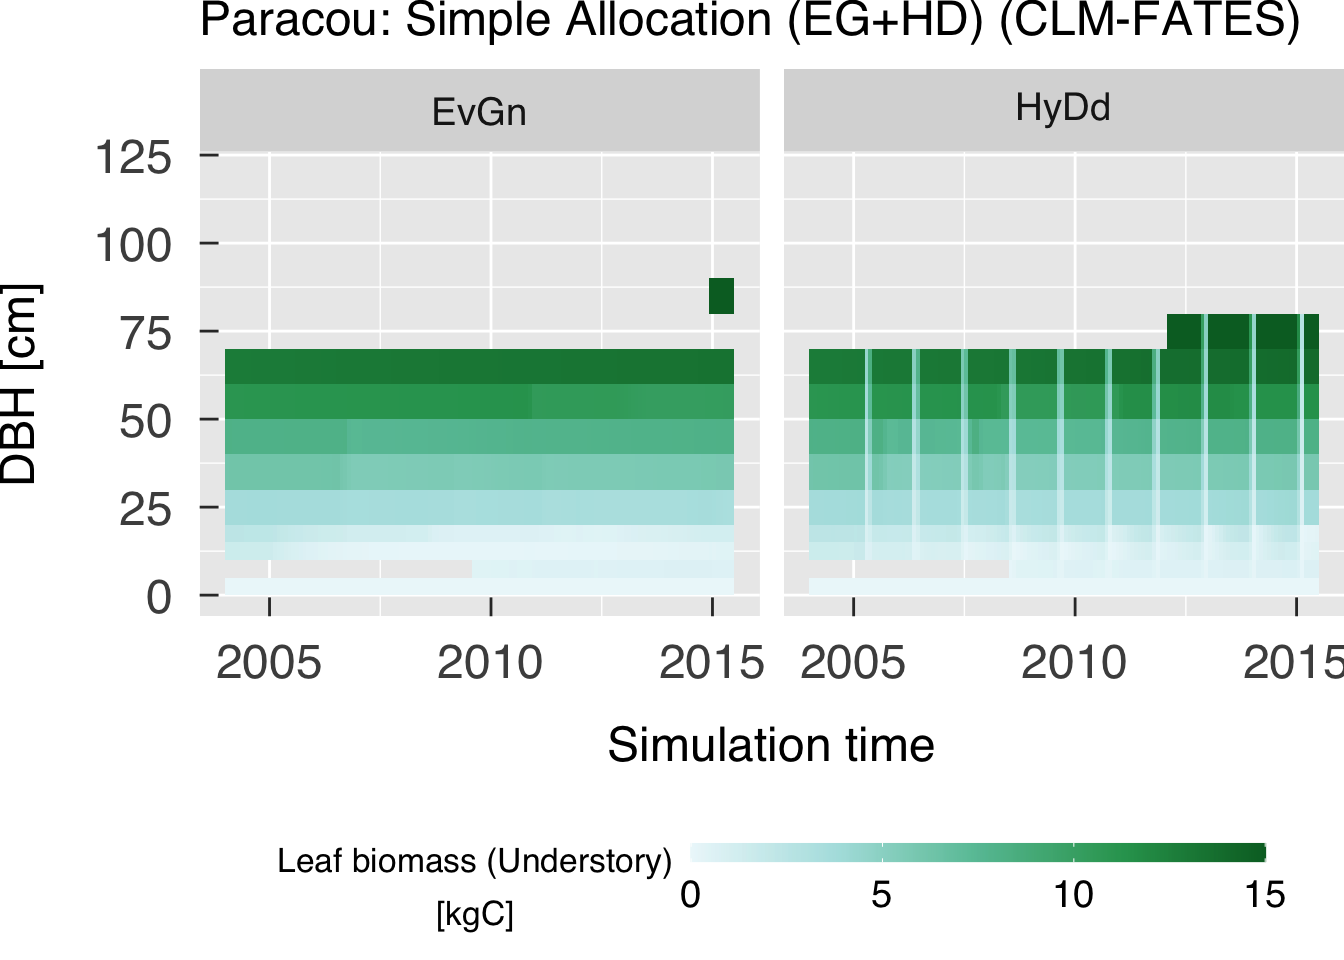 Paracou: Simple Allocation (EG+HD) (CLM-FATES)
EvGn
HyDd
125
100
75
50
25
0
DBH [cm]
2005
2010
2015
2005
2010
2015
Simulation time
Leaf biomass (Understory)
[kgC]
0
5
10
15